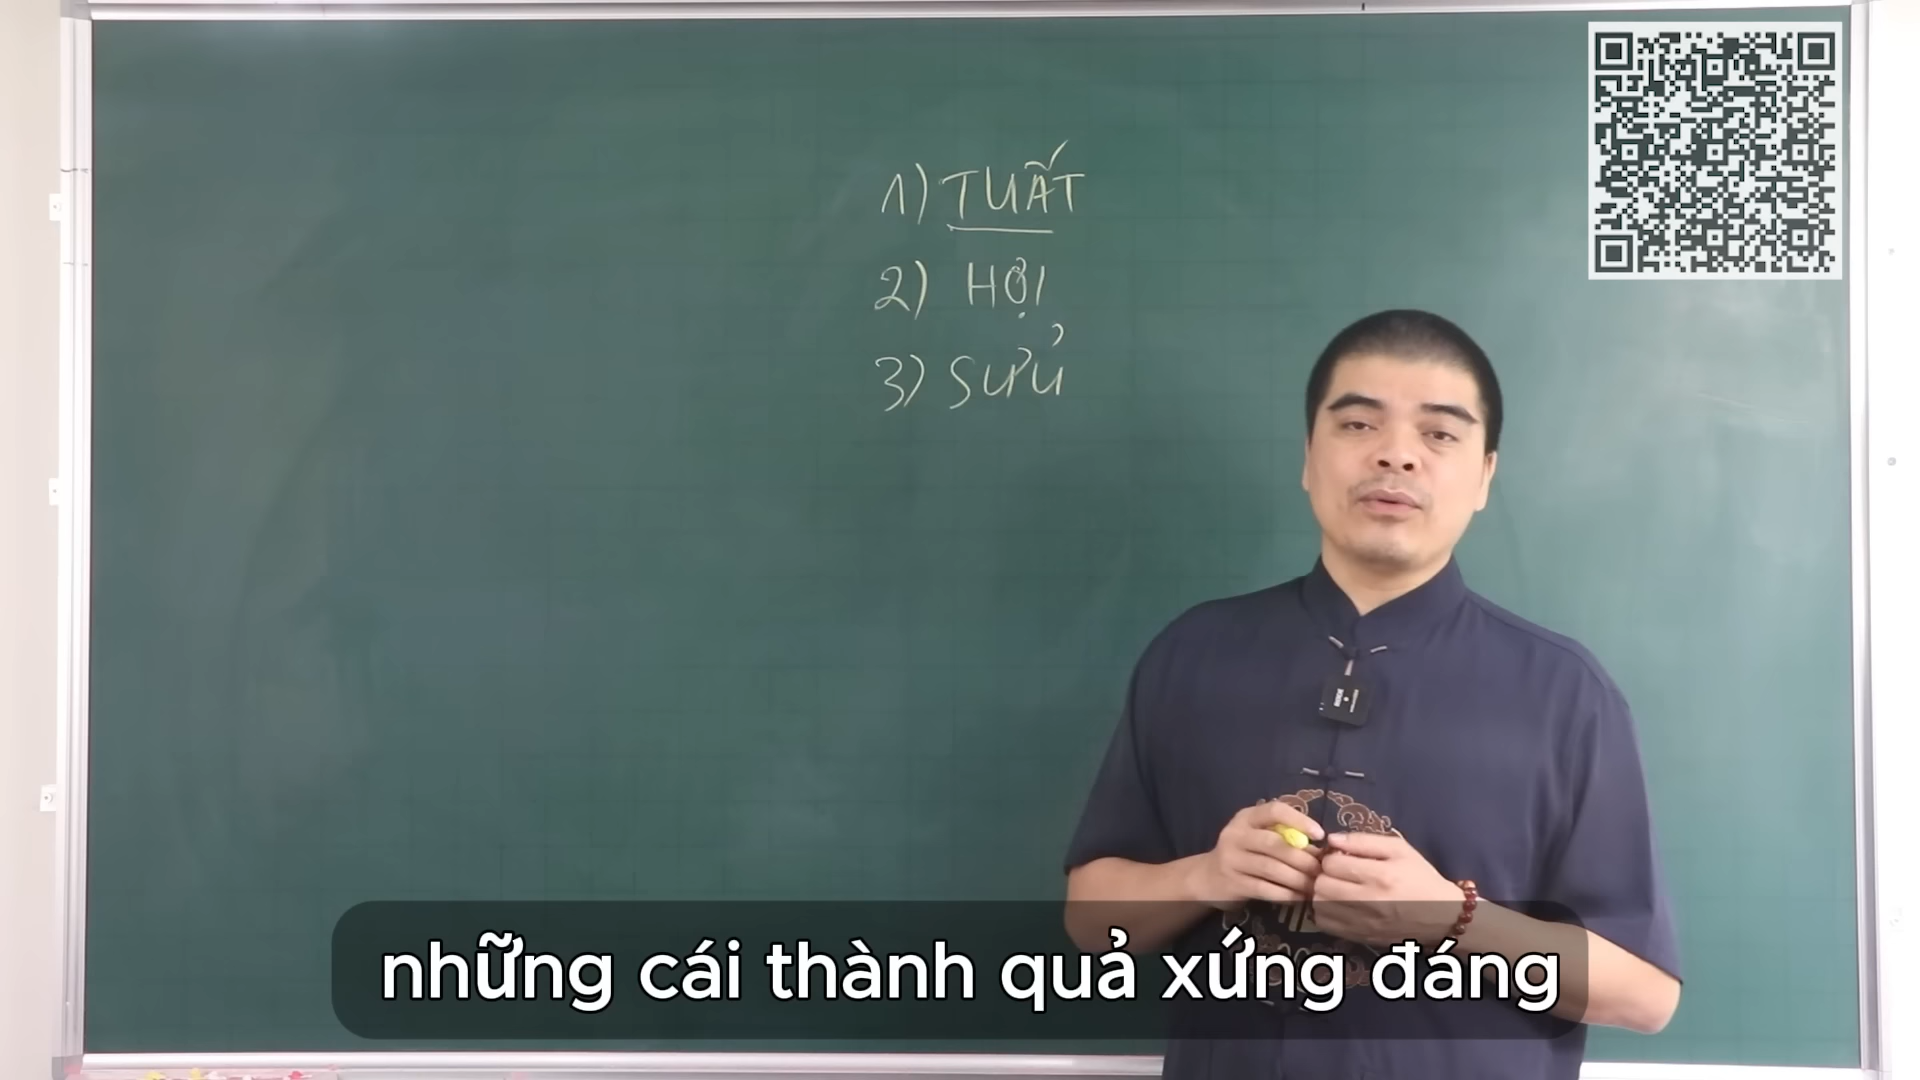 1) TUẤT
2) HỢI
3) SỬU
những cái thành quả xứng đáng